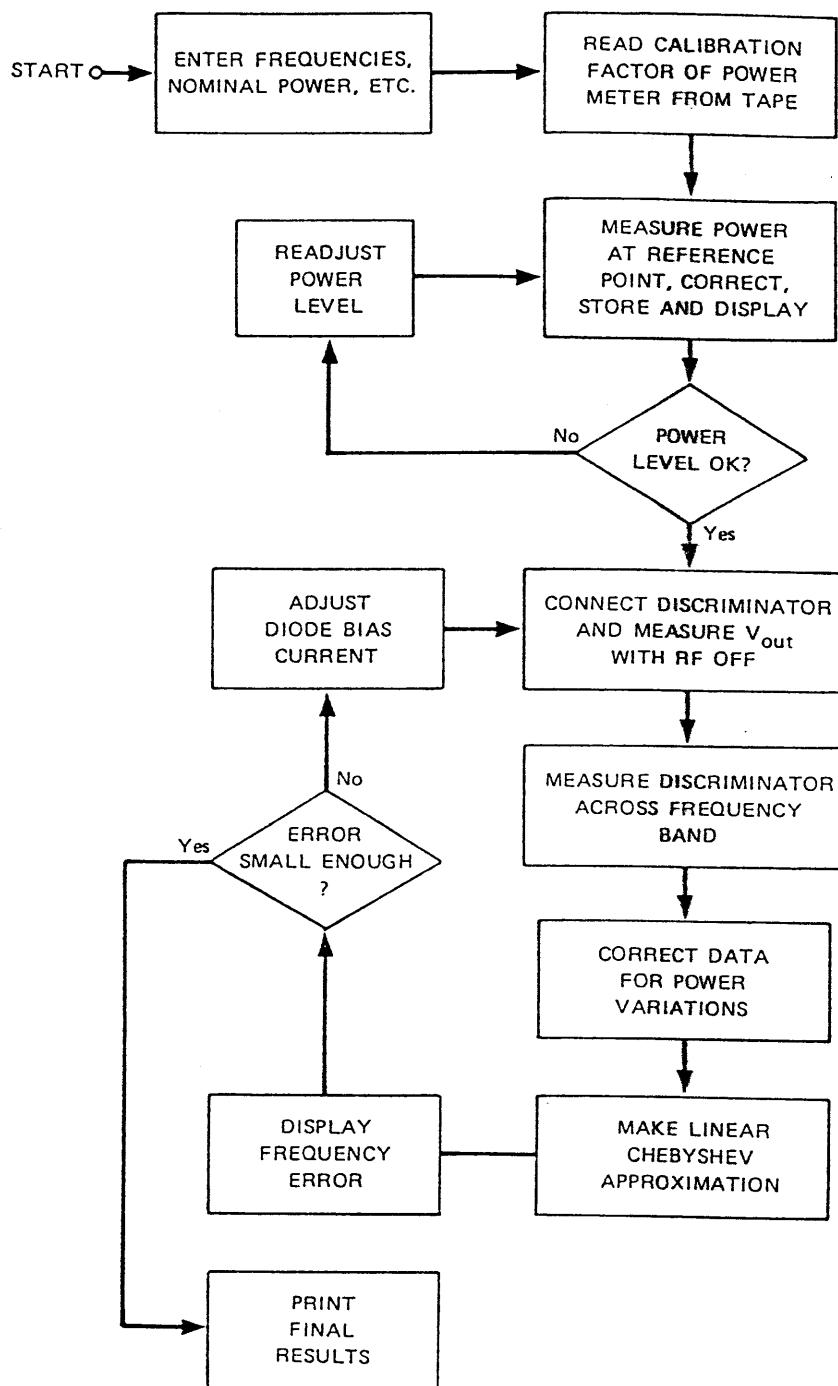 START
ENTER FREQUENCIES,
NOMINAL POWER, ETC.
READ CALIBRATION
FACTOR OF POWER
METER FROM TAPE
READJUST
POWER
LEVEL
MEASURE POWER
AT REFERENCE
POINT, CORRECT,
STORE AND DISPLAY
No
POWER
LEVEL OK?
Yes
ADJUST
DIODE BIAS
CURRENT
CONNECT DISCRIMINATOR
AND MEASURE Vout
WITH RF OFF
No
Yes
ERROR
SMALL ENOUGH
?
MEASURE DISCRIMINATOR
ACROSS FREQUENCY
BAND
CORRECT DATA
FOR POWER
VARIATIONS
DISPLAY
FREQUENCY
ERROR
MAKE LINEAR
CHEBYSHEV
APPROXIMATION
PRINT
FINAL
RESULTS